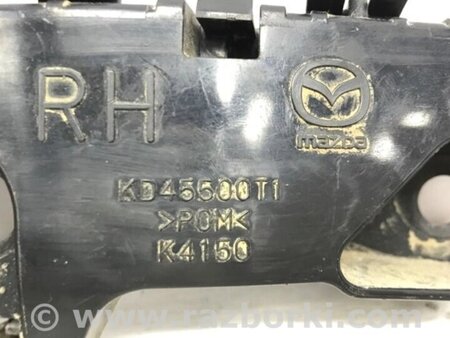 RH
mazda
KD45500T1
>POM<
K4150
© www.razborki.com